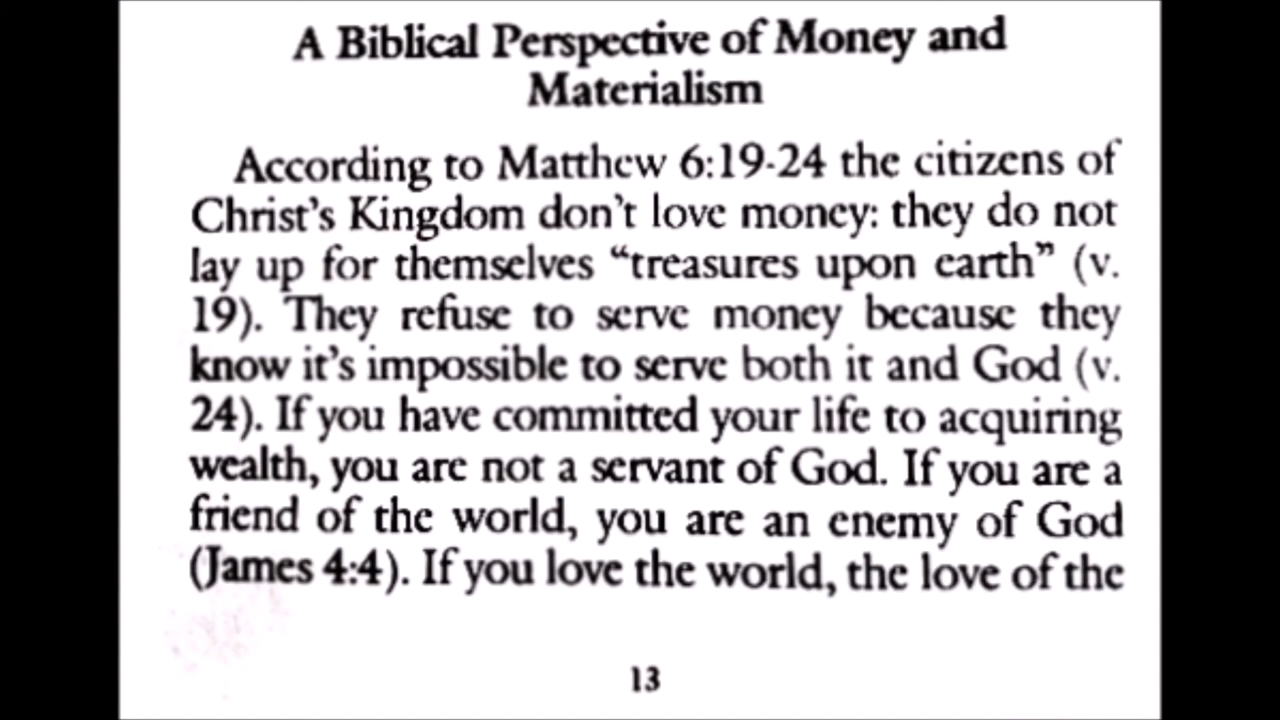 A Biblical Perspective of Money and
Materialism
According to Matthew 6:19-24 the citizens of
Christ's Kingdom don't love money: they do not
lay up for themselves “treasures upon earth” (v.
19). They refuse to serve money because they
know it's impossible to serve both it and God (v.
24). If you have committed your life to acquiring
wealth, you are not a servant of God. If you are a
friend of the world, you are an enemy of God
(James 4:4). If you love the world, the love of the
13